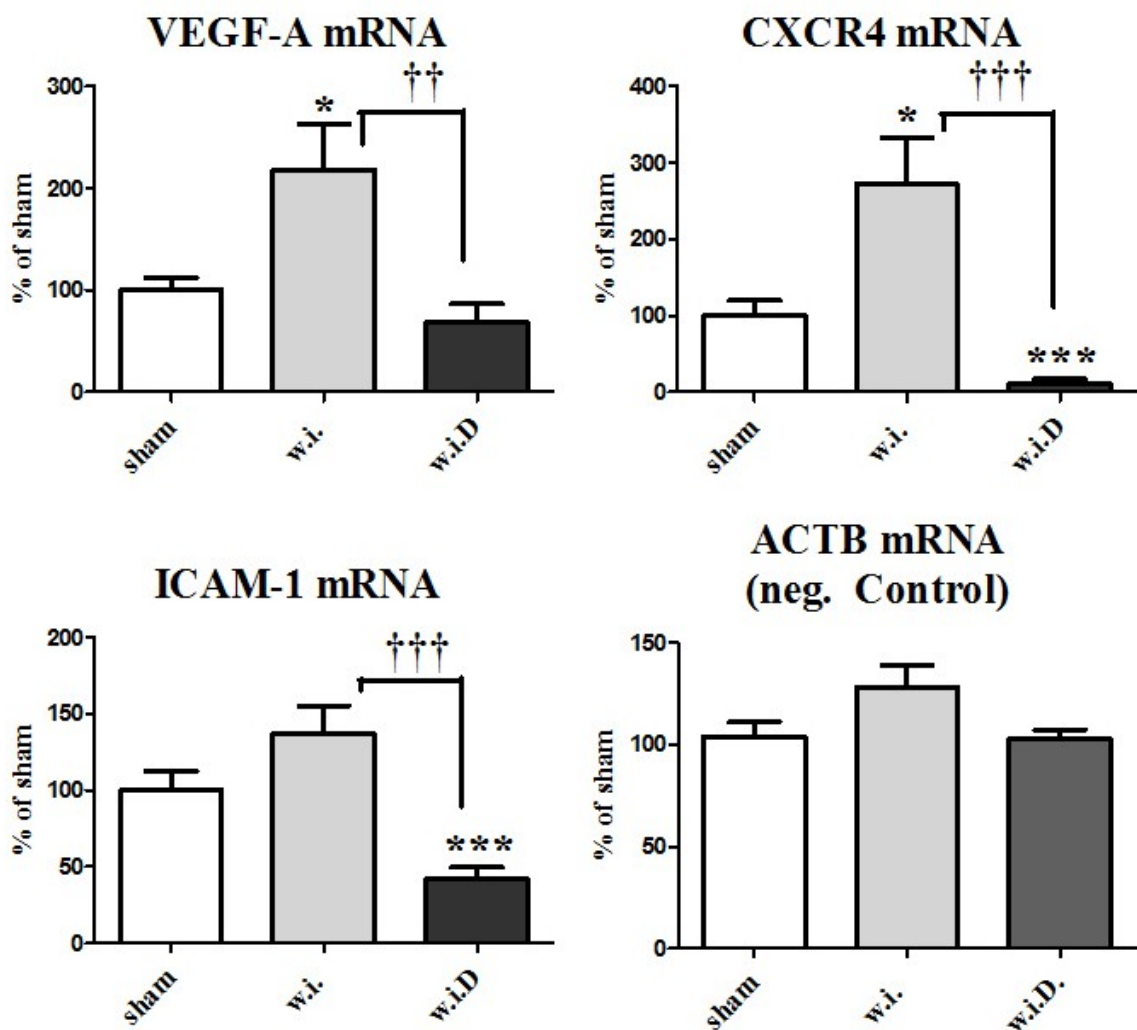 VEGF-A mRNA
††
*
300
200
100
0
% of sham
sham
w.i.
w.i.D
CXCR4 mRNA
†††
*
***
400
300
200
100
0
% of sham
sham
w.i.
w.i.D
ICAM-1 mRNA
†††
***
200
150
100
50
0
% of sham
sham
w.i.
w.i.D
ACTB mRNA
(neg. Control)
150
100
50
0
% of sham
sham
w.i.
w.i.D.